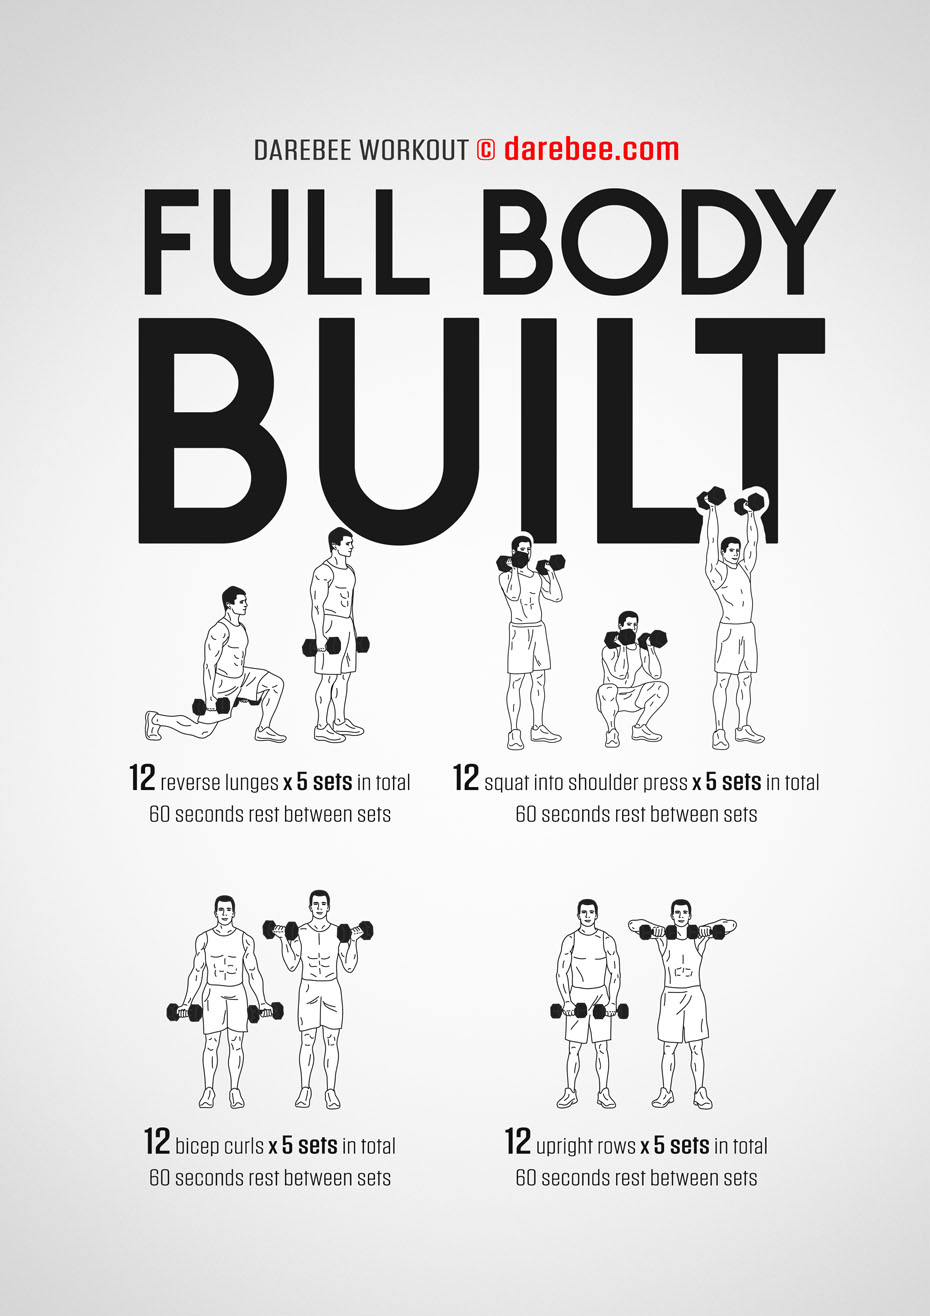 DAREBEE WORKOUT © darebee.com
FULL BODY
BUILT
12 reverse lunges x 5 sets in total
60 seconds rest between sets
12 squat into shoulder press x 5 sets in total
60 seconds rest between sets
12 bicep curls x 5 sets in total
60 seconds rest between sets
12 upright rows x 5 sets in total
60 seconds rest between sets